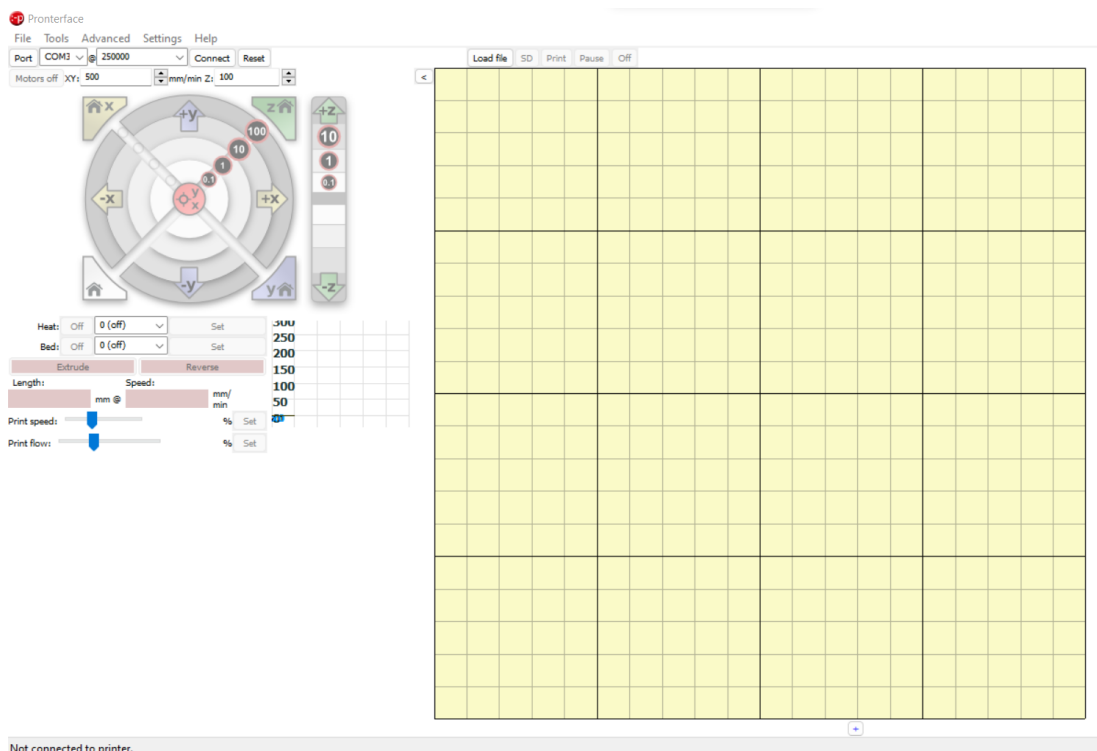 Pronterface
File Tools Advanced Settings Help
Port COM3 @ 250000 Connect Reset
Load file SD Print Pause Off
Motors off XY: 500 mm/min Z: 100
<
x +y z
100
10
1
0.1
-x y x +x
-y y
+z
10
1
0.1
-z
Heat: Off 0 (off) Set
Bed: Off 0 (off) Set
Extrude Reverse
Length: Speed:
mm @ mm/
min
Print speed: % Set
Print flow: % Set
300
250
200
150
100
50
+
Not connected to printer.